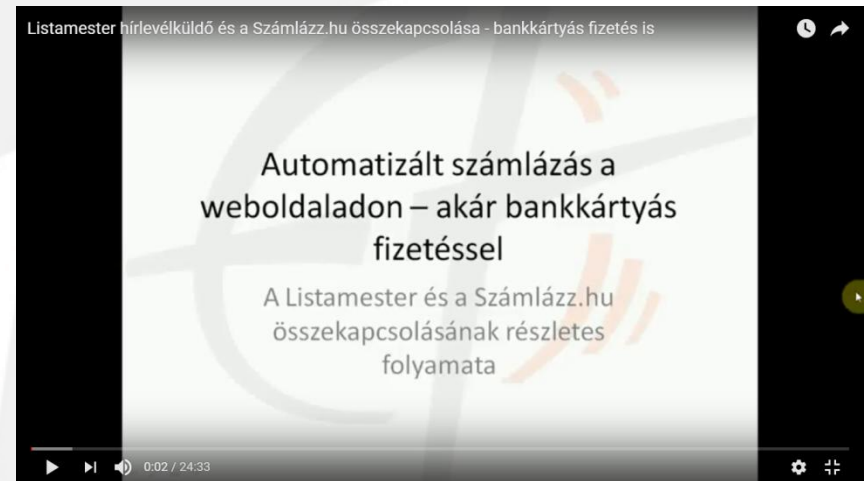 Listamester hírlevélküldő és a Számlázz.hu összekapcsolása - bankkártyás fizetés is
Automatizált számlázás a
weboldaladon – akár bankkártyás
fizetéssel
A Listamester és a Számlázz.hu
összekapcsolásának részletes
folyamata
0:02 / 24:33